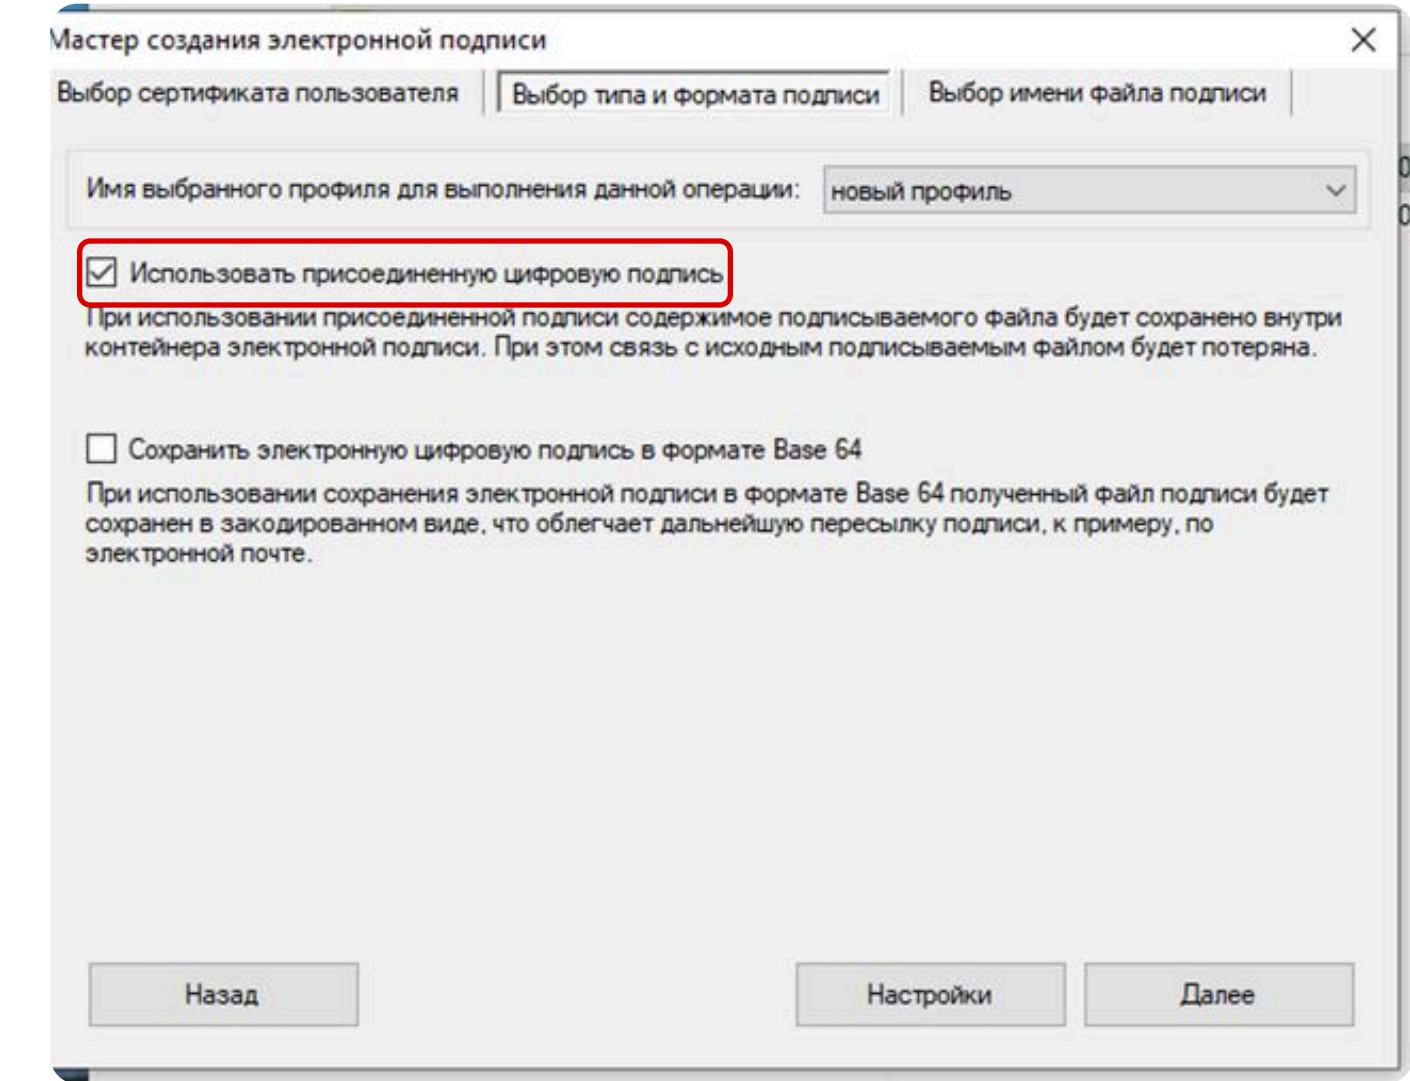 Мастер создания электронной подписи
Выбор сертификата пользователя
Выбор типа и формата подписи
Выбор имени файла подписи
Имя выбранного профиля для выполнения данной операции:
новый профиль
Использовать присоединенную цифровую подпись
При использовании присоединенной подписи содержимое подписываемого файла будет сохранено внутри
контейнера электронной подписи. При этом связь с исходным подписываемым файлом будет потеряна.
Сохранить электронную цифровую подпись в формате Base 64
При использовании сохранения электронной подписи в формате Base 64 полученный файл подписи будет
сохранен в закодированном виде, что облегчает дальнейшую пересылку подписи, к примеру, по
электронной почте.
Назад
Настройки
Далее